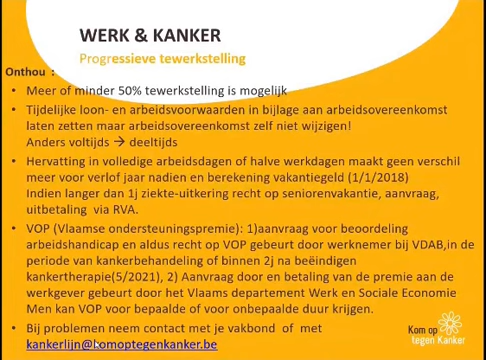 WERK & KANKER
Progressieve tewerkstelling
Onthou :
• Meer of minder 50% tewerkstelling is mogelijk
• Tijdelijke loon- en arbeidsvoorwaarden in bijlage aan arbeidsovereenkomst
laten zetten maar arbeidsovereenkomst zelf niet wijzigen!
Anders voltijds → deeltijds
• Hervatting in volledige arbeidsdagen of halve werkdagen maakt geen verschil
meer voor verlof jaar nadien en berekening vakantiegeld (1/1/2018)
Indien langer dan 1j ziekte-uitkering recht op seniorenvakantie, aanvraag,
uitbetaling via RVA.
• VOP (Vlaamse ondersteuningspremie): 1)aanvraag voor beoordeling
arbeidshandicap en aldus recht op VOP gebeurt door werknemer bij VDAB,in de
periode van kankerbehandeling of binnen 2j na beëindigen
kankertherapie(5/2021), 2) Aanvraag door en betaling van de premie aan de
werkgever gebeurt door het Vlaams departement Werk en Sociale Economie
Men kan VOP voor bepaalde of voor onbepaalde duur krijgen.
• Bij problemen neem contact met je vakbond of met
kankerlijn@komoptegenkanker.be
Kom op
tegen Kanker